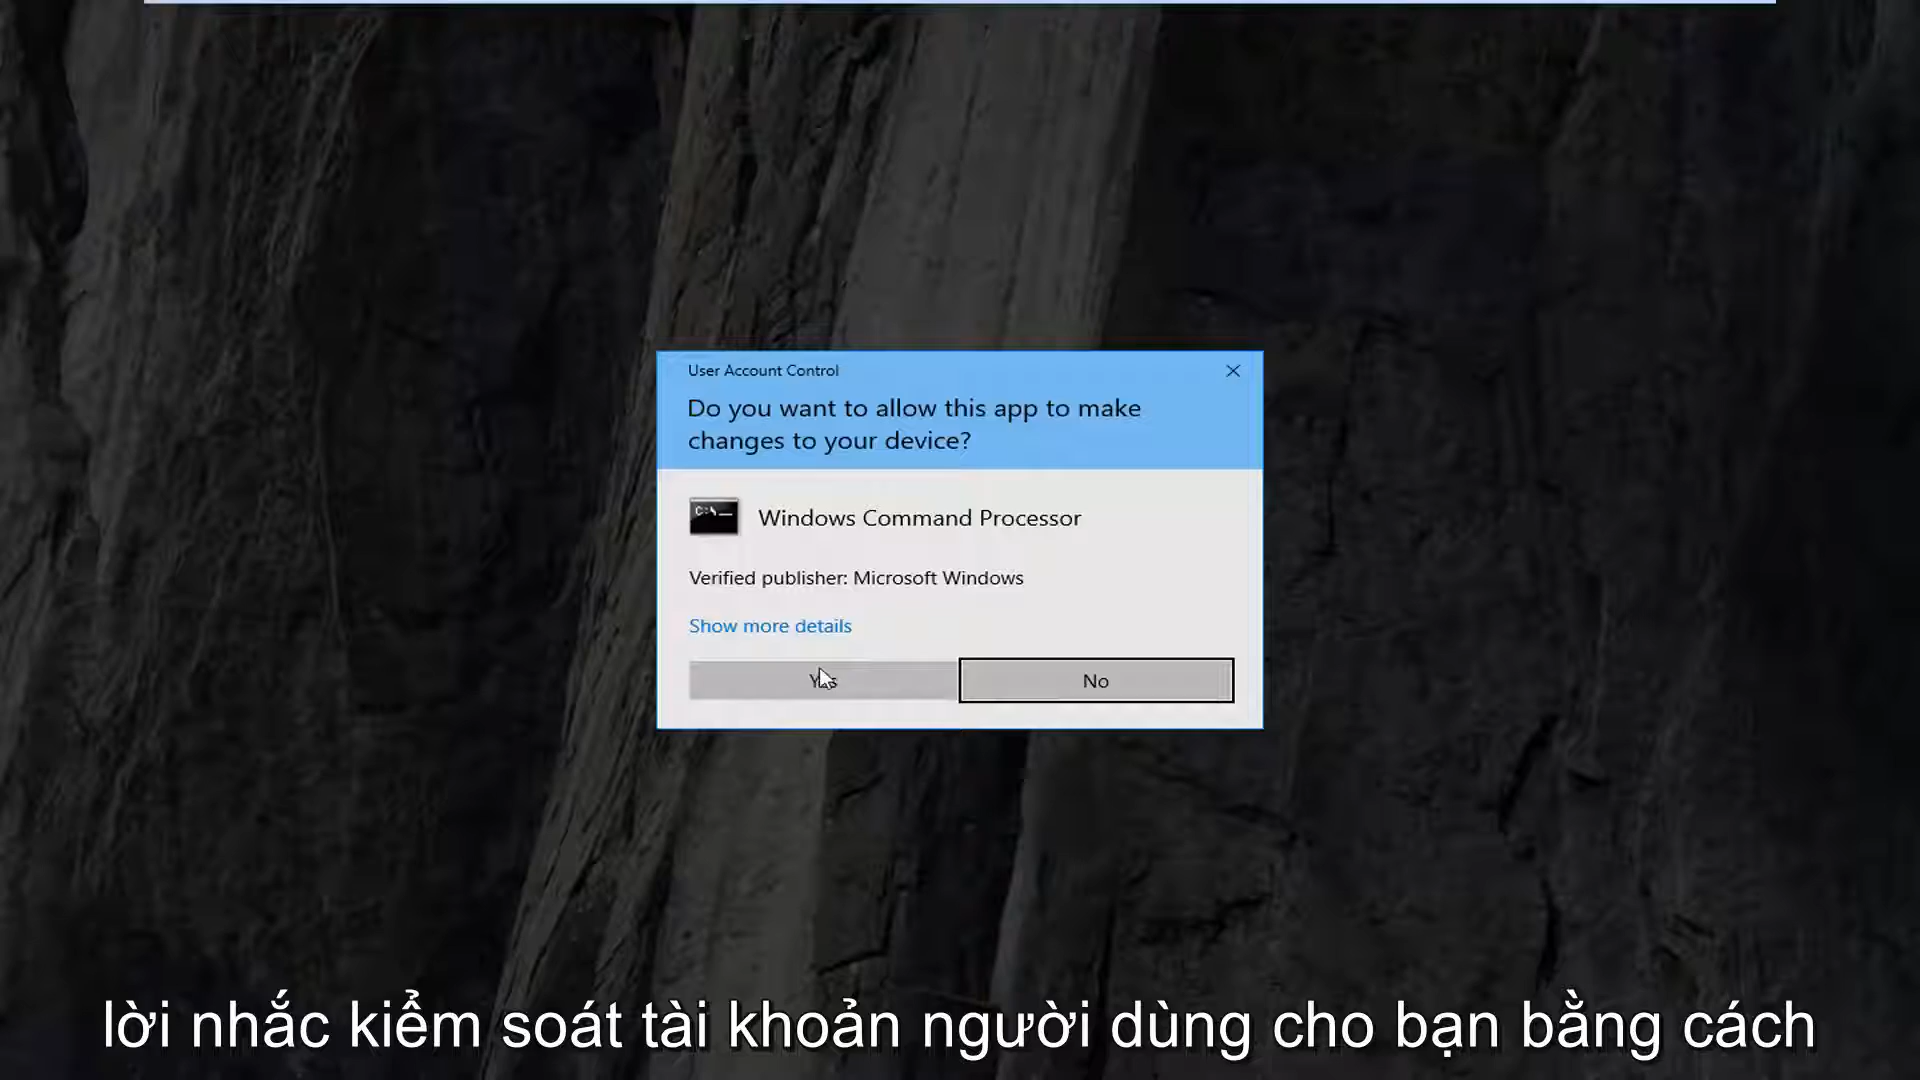 User Account Control
Do you want to allow this app to make
changes to your device?
C:\
Windows Command Processor
Verified publisher: Microsoft Windows
Show more details
Yes
No
lời nhắc kiểm soát tài khoản người dùng cho bạn bằng cách